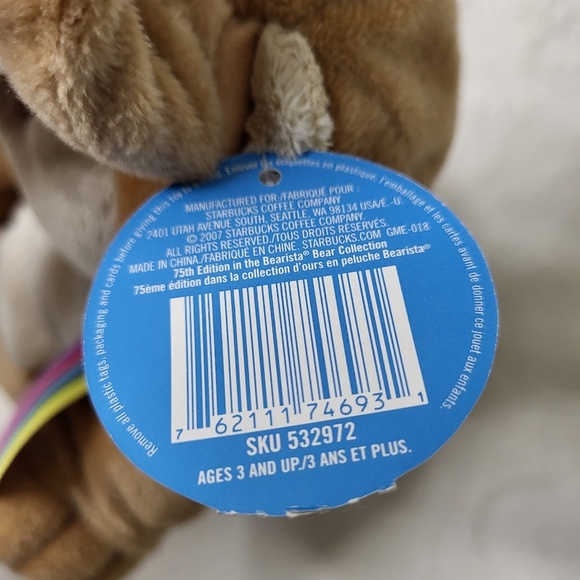 Remove all plastic tags, packaging and cards before giving this toy to a
Enlever les étiquettes en plastique, l'emballage et les cartes avant de donner ce jouet aux enfants.
MANUFACTURED FOR:/FABRIQUÉ POUR :
STARBUCKS COFFEE COMPANY
2401 UTAH AVENUE SOUTH, SEATTLE, WA 98134 USA/É.-U.
© 2007 STARBUCKS COFFEE COMPANY.
ALL RIGHTS RESERVED./TOUS DROITS RÉSERVÉS.
MADE IN CHINA./FABRIQUÉ EN CHINE. STARBUCKS.COM GME-018
75th Edition in the Bearista® Bear Collection
75ème édition dans la collection d'ours en peluche Bearista®
7 62111 74693 1
SKU 532972
AGES 3 AND UP./3 ANS ET PLUS.